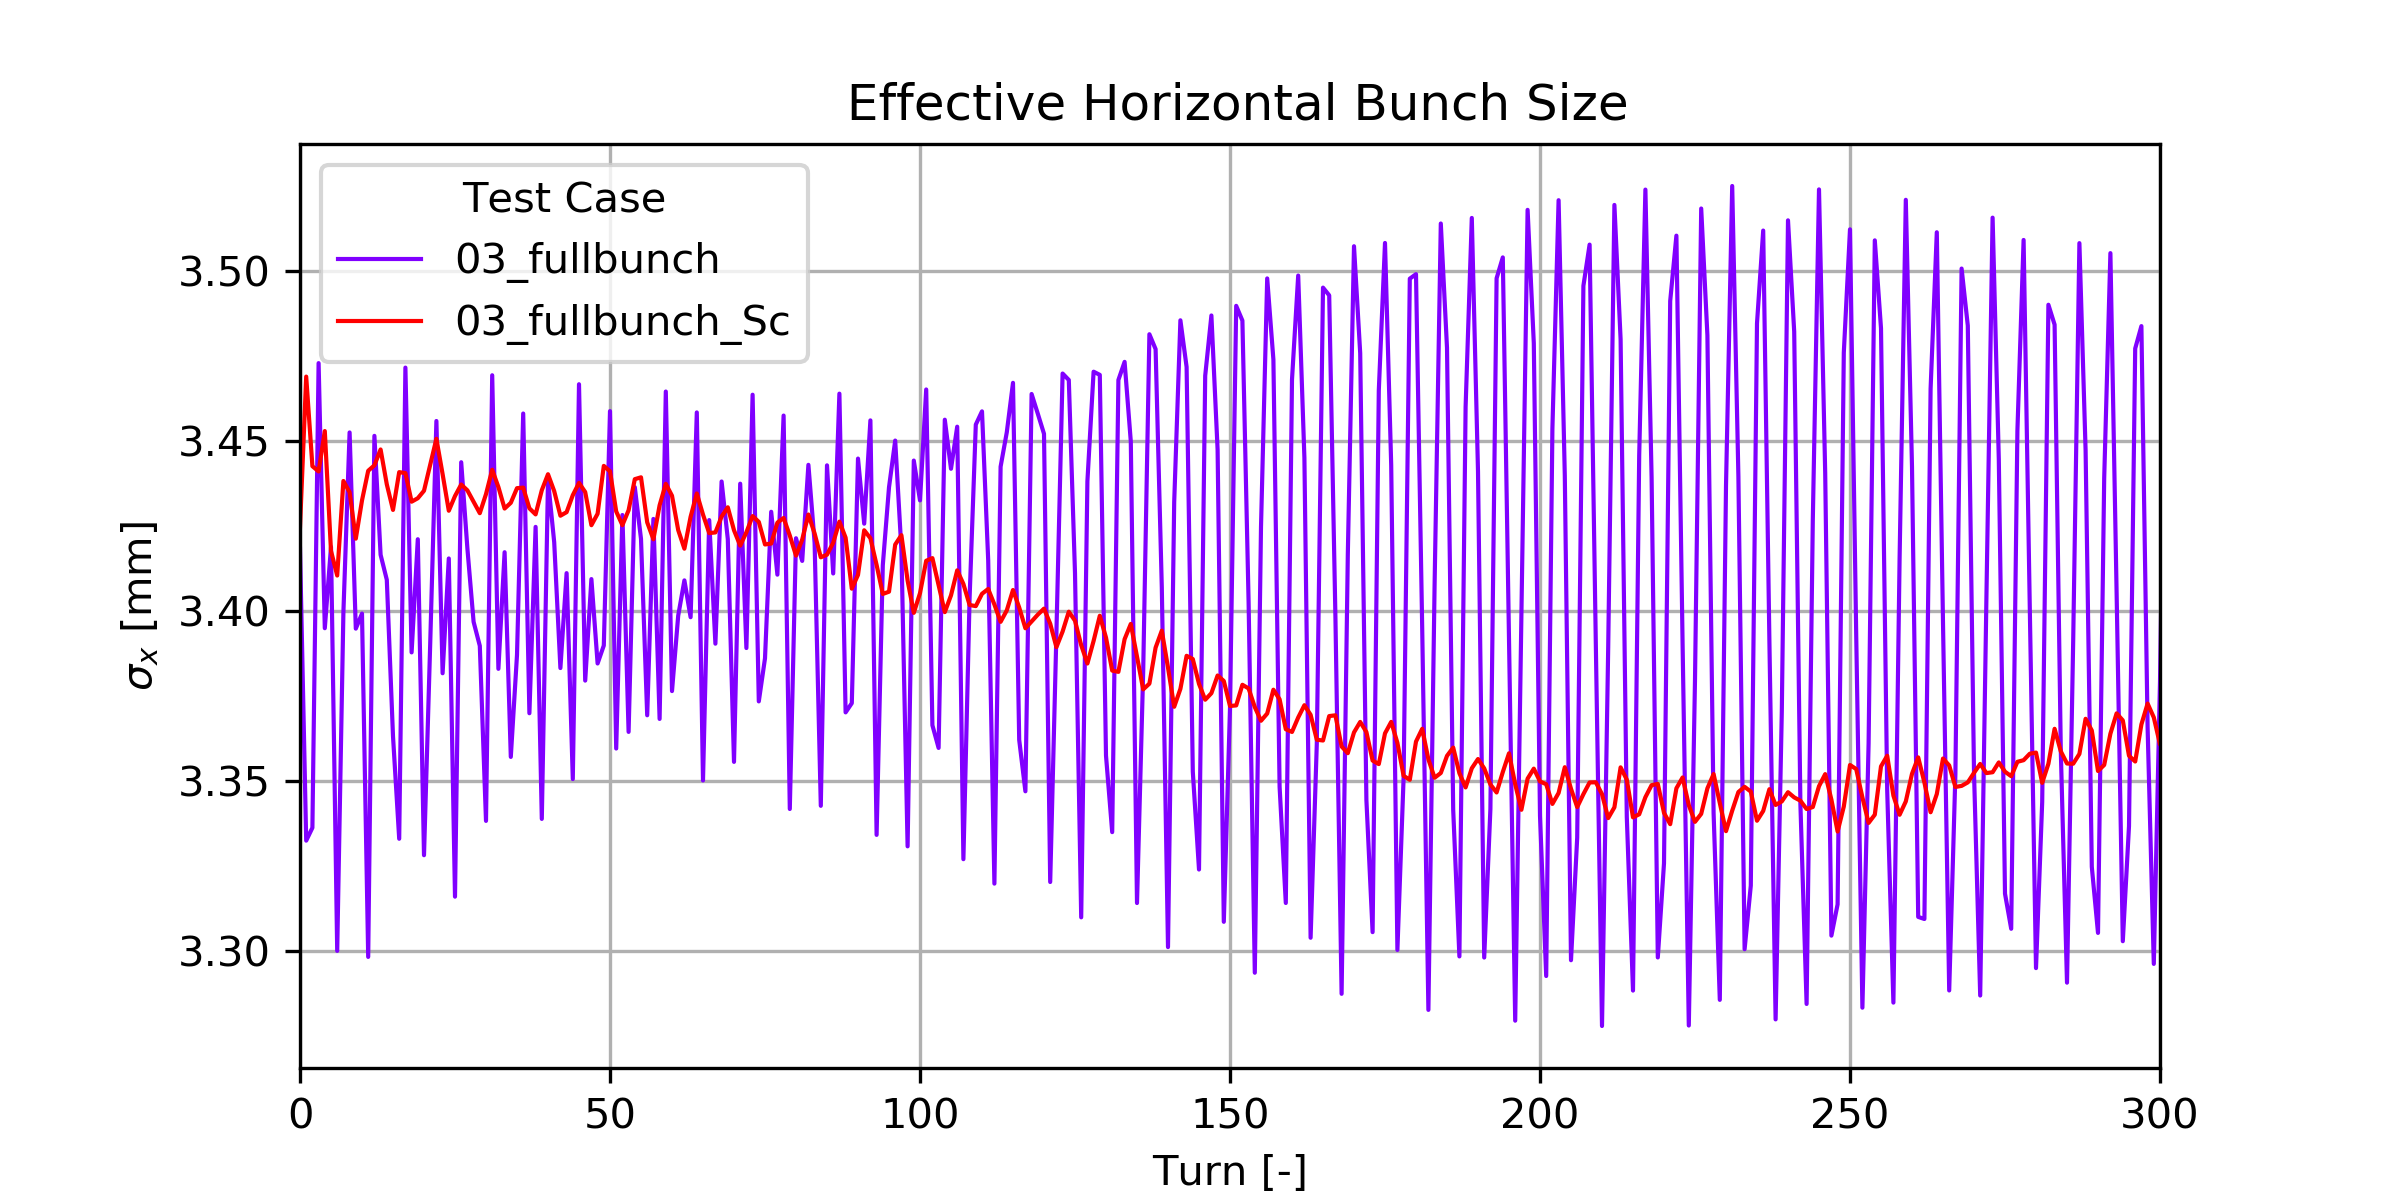 Effective Horizontal Bunch Size
Test Case
03_fullbunch
03_fullbunch_Sc
3.50
3.45
3.40
3.35
3.30
σx [mm]
0 50 100 150 200 250 300
Turn [-]